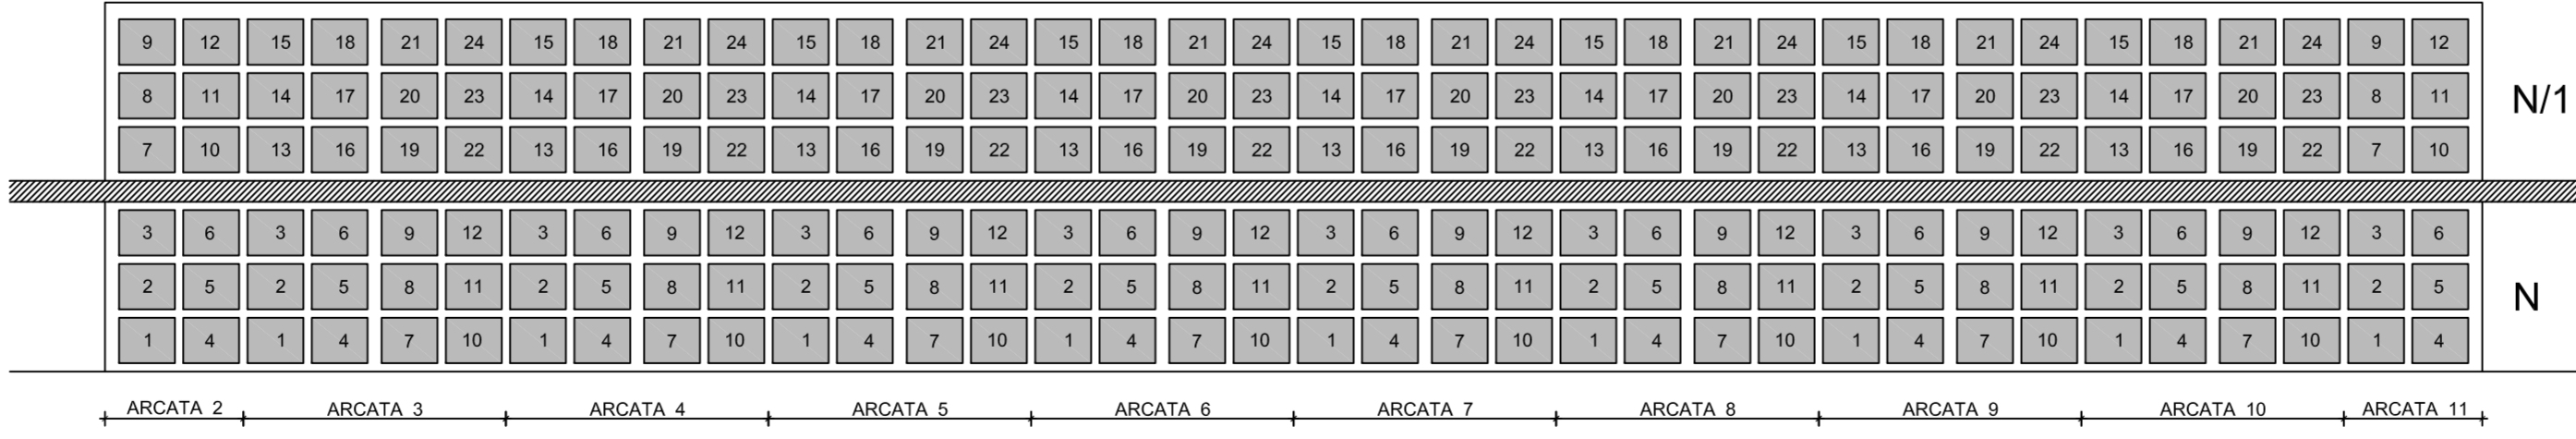 9 12 15 18 21 24 15 18 21 24 15 18 21 24 15 18 21 24 15 18 21 24 15 18 21 24 15 18 21 24 15 18 21 24 9 12
8 11 14 17 20 23 14 17 20 23 14 17 20 23 14 17 20 23 14 17 20 23 14 17 20 23 14 17 20 23 14 17 20 23 8 11 N/1
7 10 13 16 19 22 13 16 19 22 13 16 19 22 13 16 19 22 13 16 19 22 13 16 19 22 13 16 19 22 13 16 19 22 7 10
3 6 3 6 9 12 3 6 9 12 3 6 9 12 3 6 9 12 3 6 9 12 3 6 9 12 3 6 9 12 3 6 9 12 3 6
2 5 2 5 8 11 2 5 8 11 2 5 8 11 2 5 8 11 2 5 8 11 2 5 8 11 2 5 8 11 2 5 8 11 2 5 N
1 4 1 4 7 10 1 4 7 10 1 4 7 10 1 4 7 10 1 4 7 10 1 4 7 10 1 4 7 10 1 4 7 10 1 4
ARCATA 2 ARCATA 3 ARCATA 4 ARCATA 5 ARCATA 6 ARCATA 7 ARCATA 8 ARCATA 9 ARCATA 10 ARCATA 11